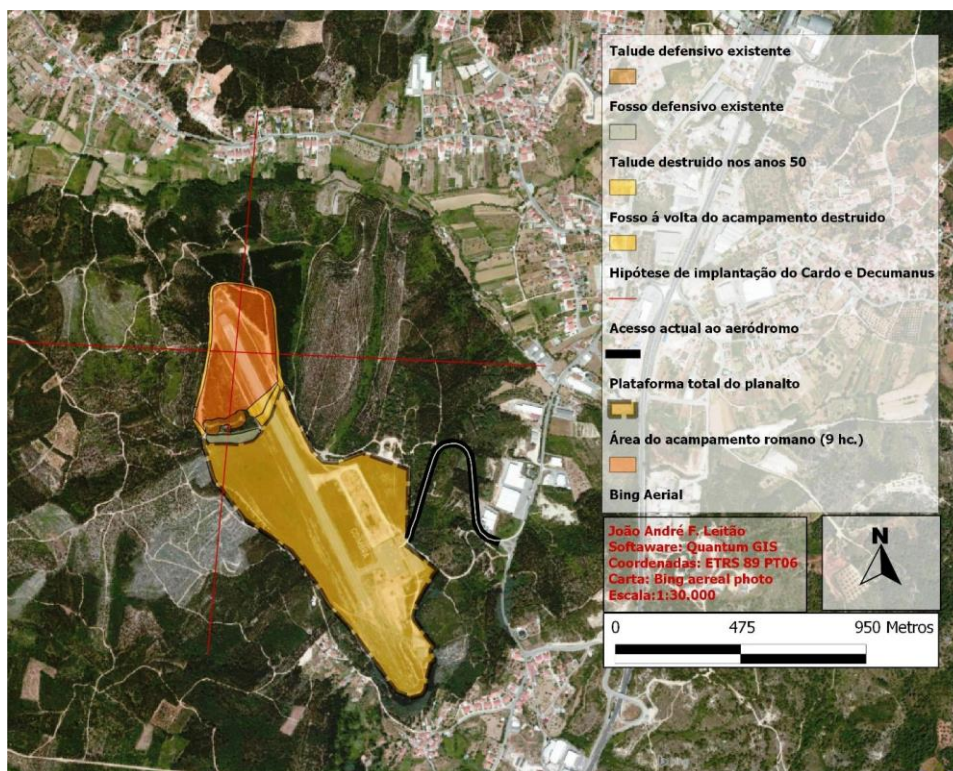 Talude defensivo existente
Fosso defensivo existente
Talude destruido nos anos 50
Fosso á volta do acampamento destruido
Hipótese de implantação do Cardo e Decumanus
Acesso actual ao aeródromo
Plataforma total do planalto
Área do acampamento romano (9 hc.)
Bing Aerial
João André F. Leitão
Softaware: Quantum GIS
Coordenadas: ETRS 89 PT06
Carta: Bing aereal photo
Escala:1:30.000
N
0 475 950 Metros